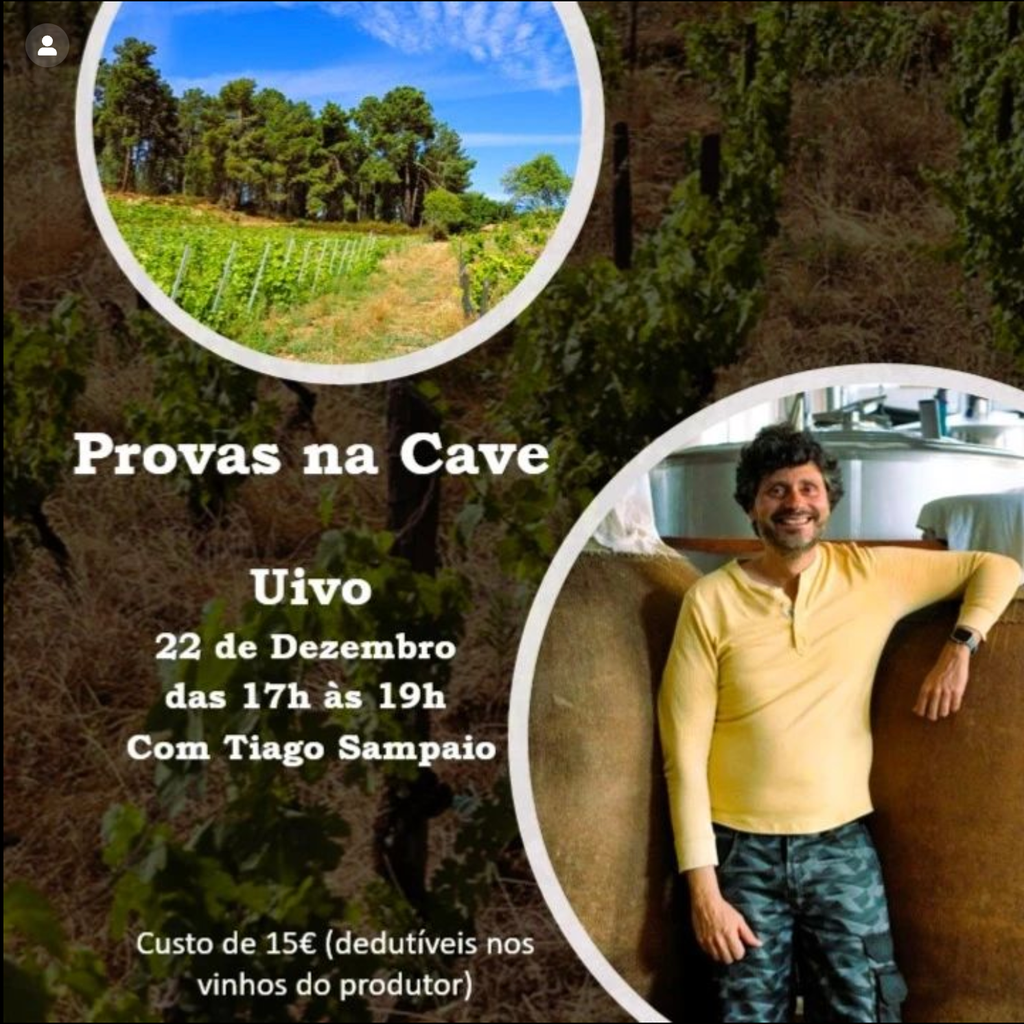 Provas na Cave
Uivo
22 de Dezembro
das 17h às 19h
Com Tiago Sampaio
Custo de 15€ (dedutíveis nos
vinhos do produtor)